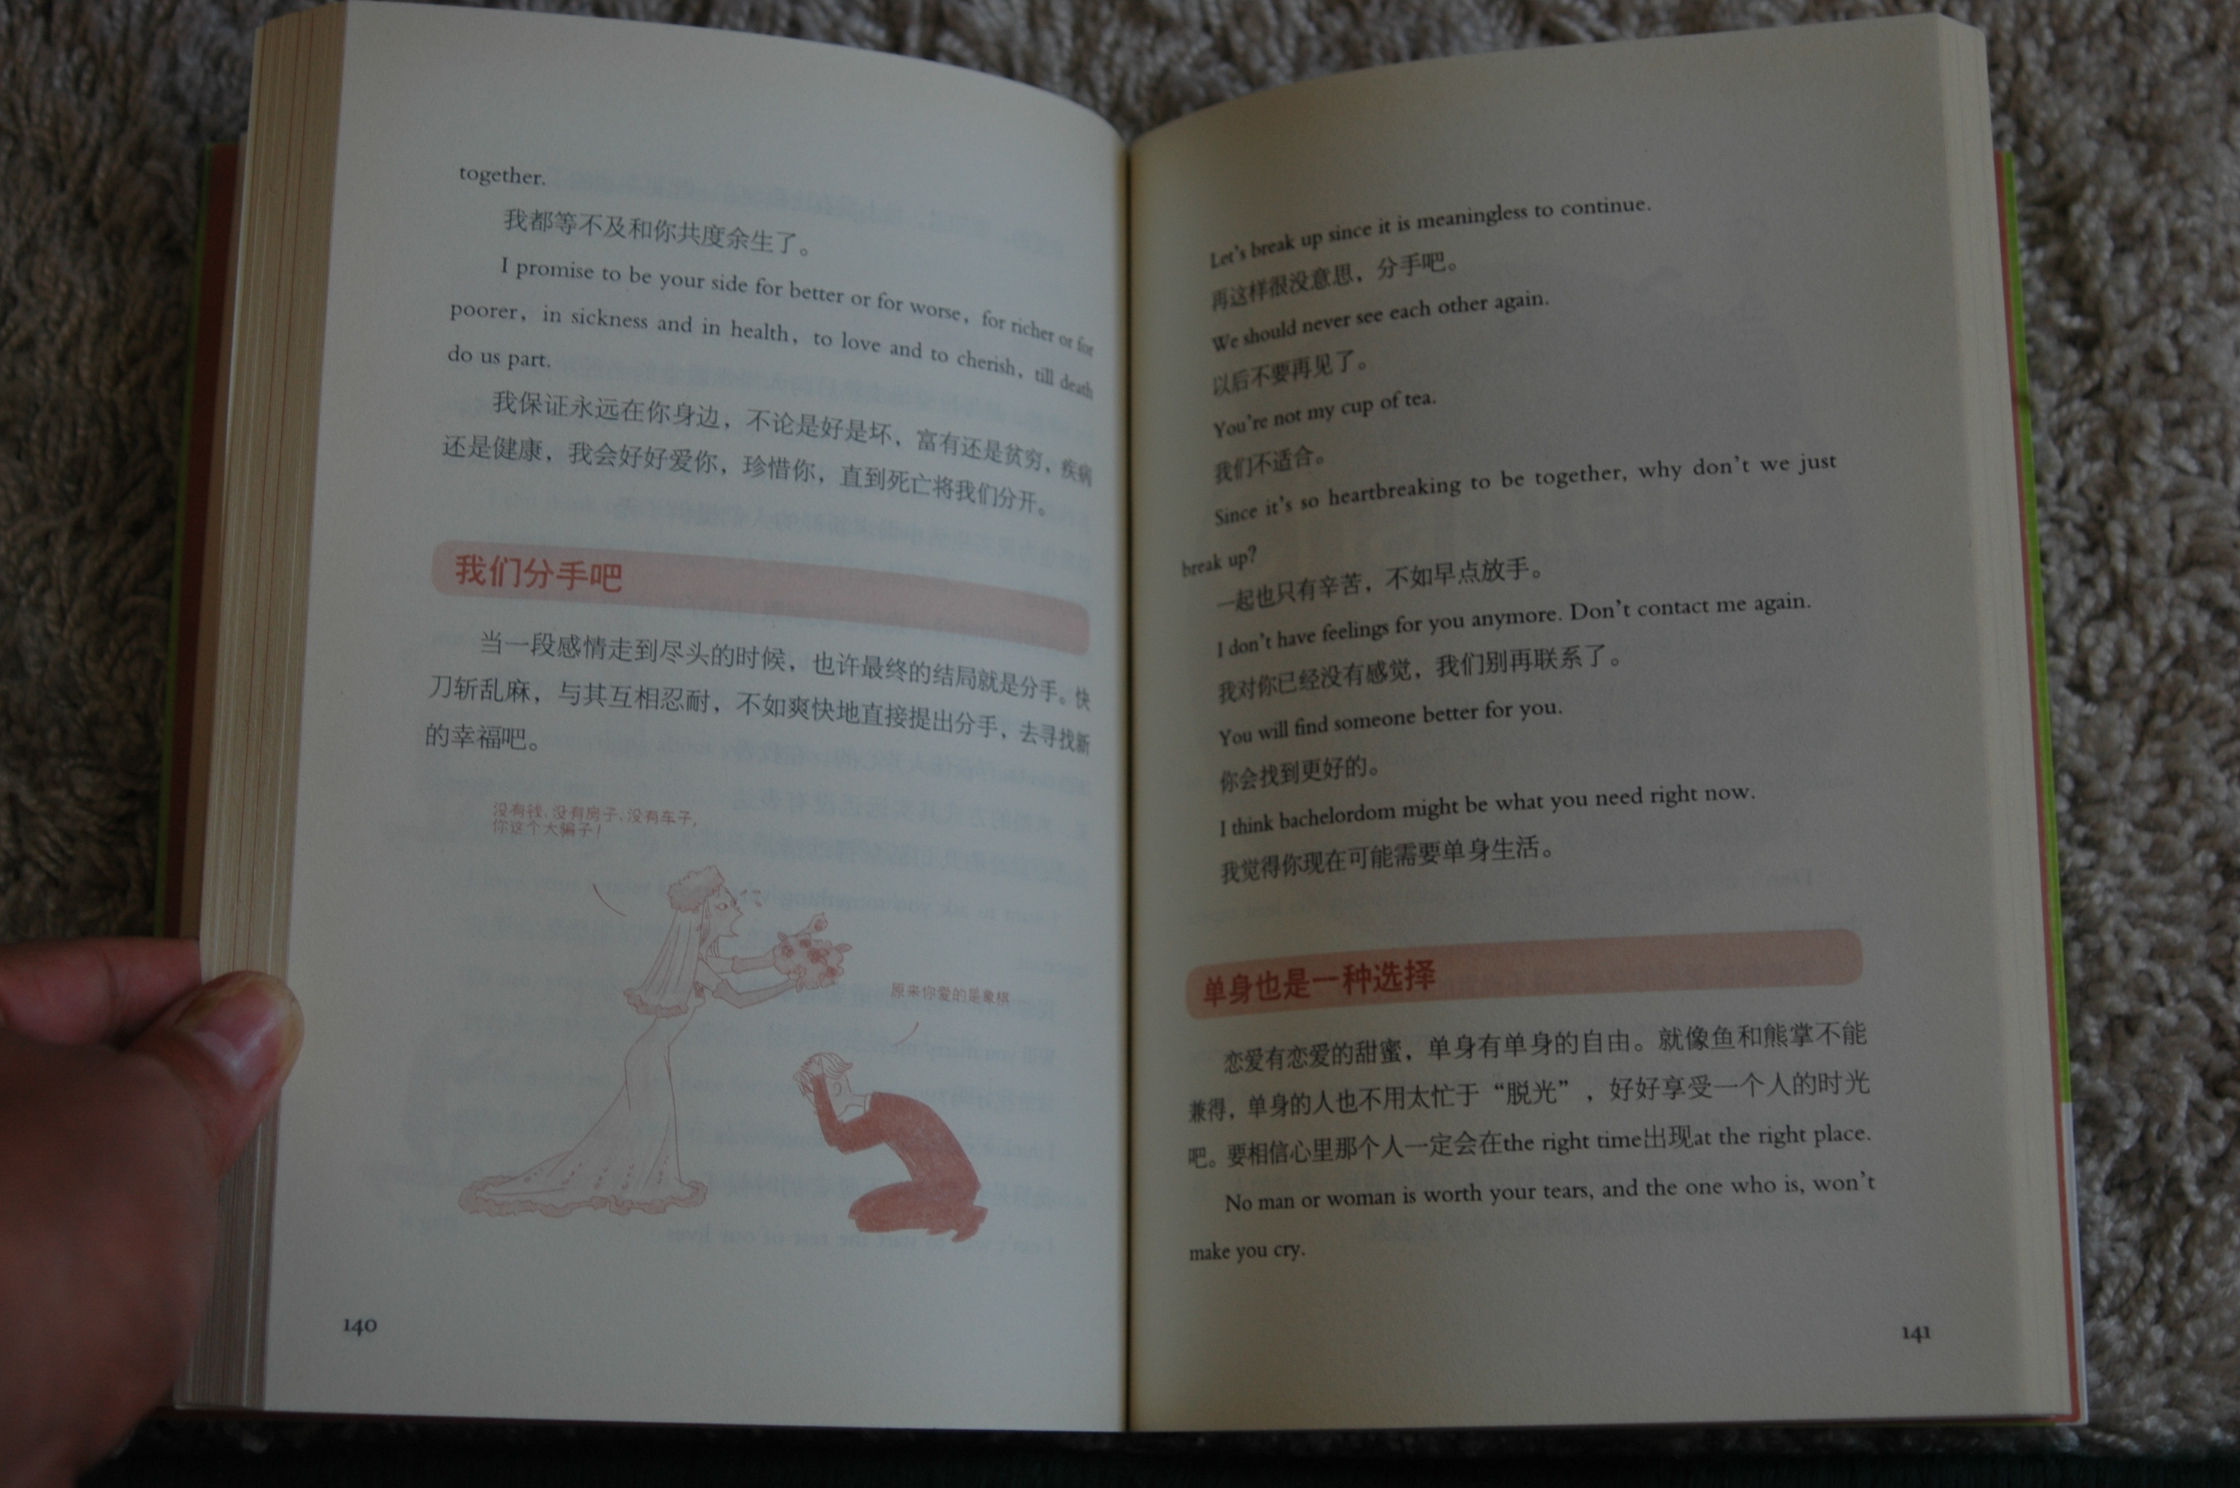 together.
我都等不及和你共度余生了。
I promise to be your side for better or for worse, for richer or for
poorer, in sickness and in health, to love and to cherish, till death
do us part.
我保证永远在你身边，不论是好是坏，富有还是贫穷，疾病
还是健康，我会好好爱你，珍惜你，直到死亡将我们分开。
我们分手吧
当一段感情走到尽头的时候，也许最终的结局就是分手。快
刀斩乱麻，与其互相忍耐，不如爽快地直接提出分手，去寻找新
的幸福吧。
没有钱、没有房子、没有车子，
你这个大骗子！
原来你爱的是象棋
140
Let's break up since it is meaningless to continue.
再这样很没意思，分手吧。
We should never see each other again.
以后不要再见了。
You're not my cup of tea.
我们不适合。
Since it's so heartbreaking to be together, why don't we just
break up?
一起也只有辛苦，不如早点放手。
I don't have feelings for you anymore. Don't contact me again.
我对你已经没有感觉，我们别再联系了。
You will find someone better for you.
你会找到更好的。
I think bachelordom might be what you need right now.
我觉得你现在可能需要单身生活。
单身也是一种选择
恋爱有恋爱的甜蜜，单身有单身的自由。就像鱼和熊掌不能
兼得，单身的人也不用太忙于“脱光”，好好享受一个人的时光
吧。要相信心里那个人一定会在the right time出现at the right place.
No man or woman is worth your tears, and the one who is, won't
make you cry.
141